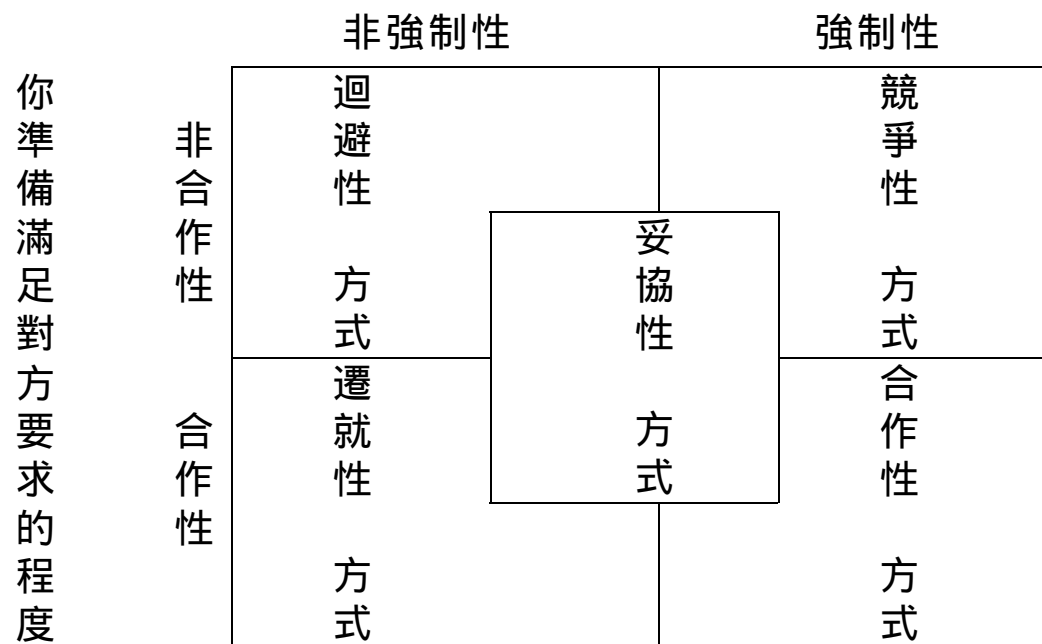 非強制性
強制性
你準備滿足對方要求的程度
非合作性
合作性
迴避性 方式
競爭性 方式
妥協性 方式
遷就性 方式
合作性 方式